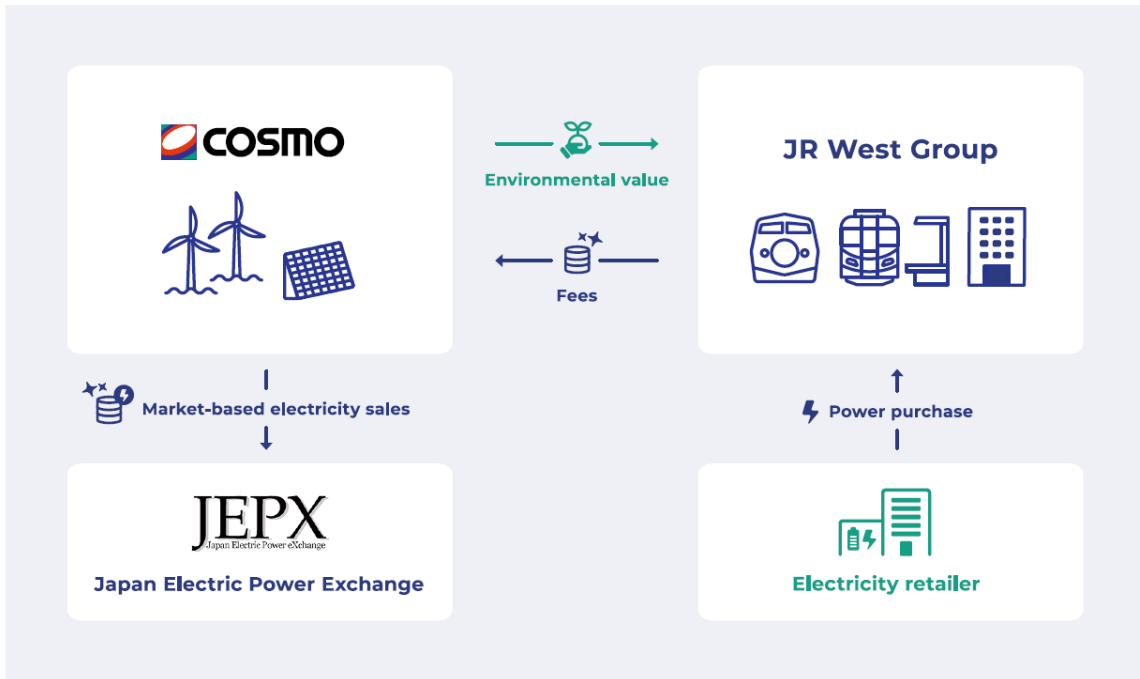 COSMO
Environmental value
Fees
JR West Group
Market-based electricity sales
Power purchase
JEPX
Japan Electric Power eXchange
Japan Electric Power Exchange
Electricity retailer